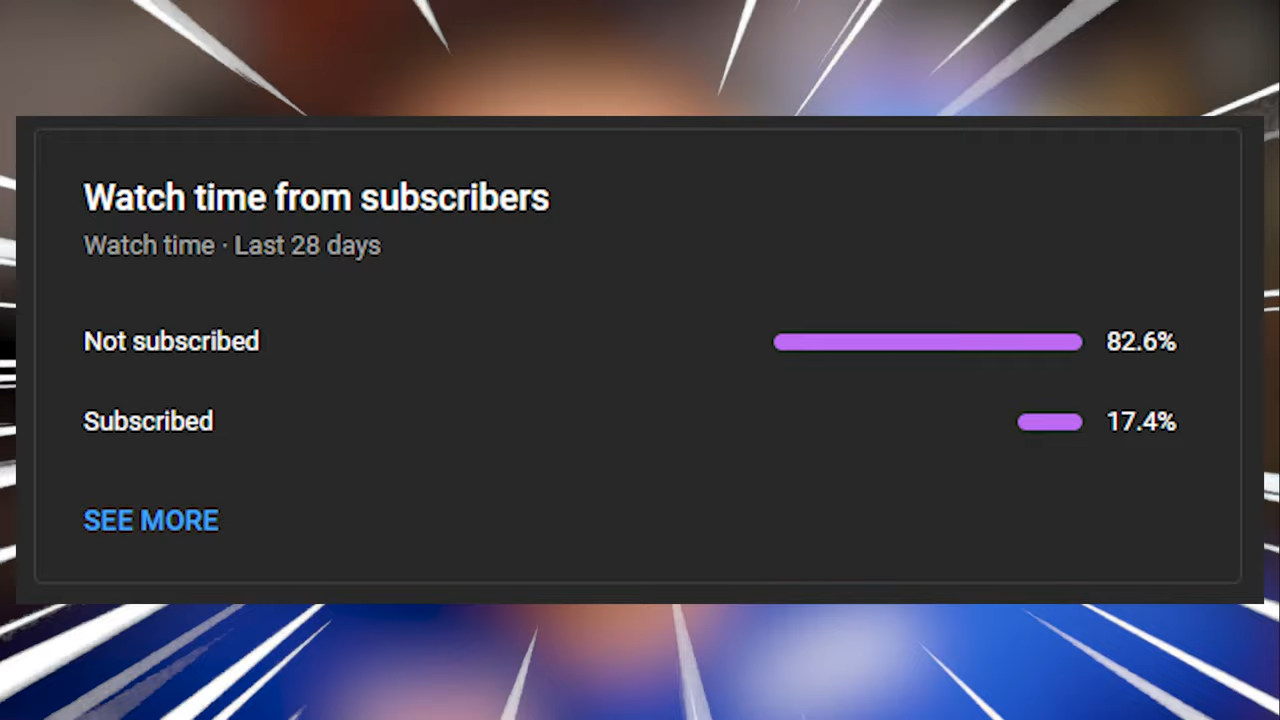 Watch time from subscribers
Watch time · Last 28 days
Not subscribed 82.6%
Subscribed 17.4%
SEE MORE